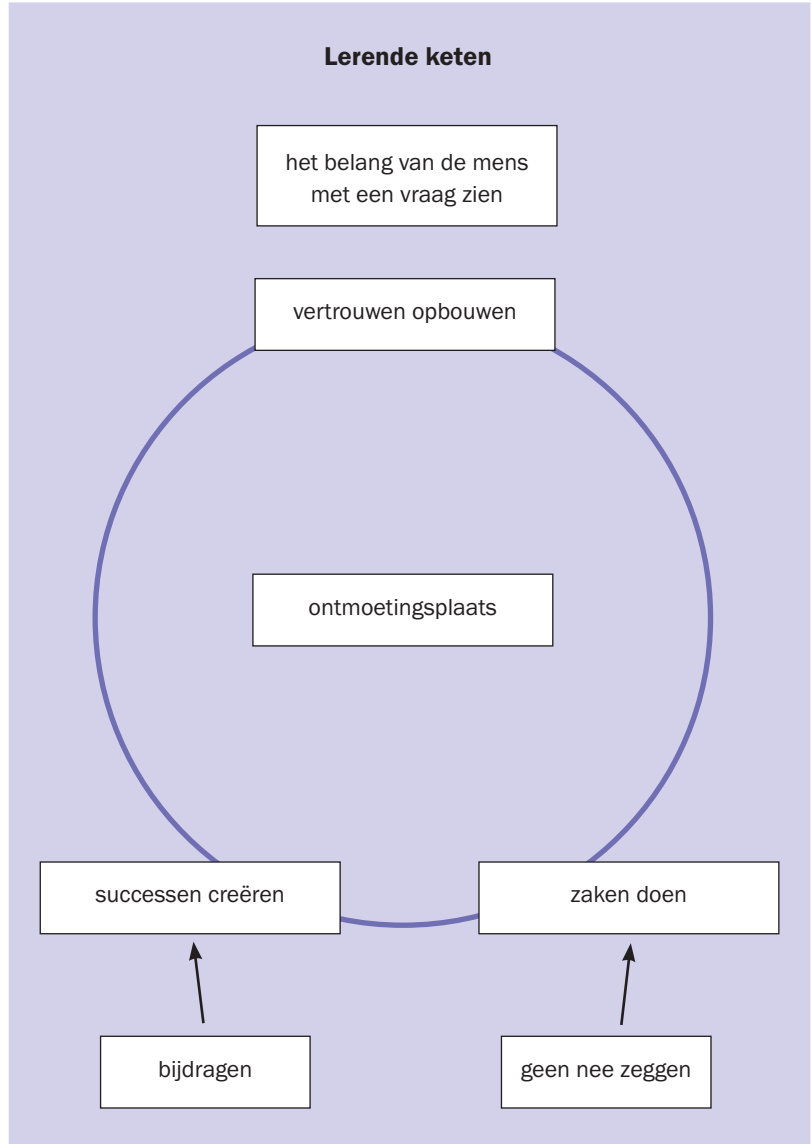 Lerende keten
het belang van de mens
met een vraag zien
vertrouwen opbouwen
ontmoetingsplaats
successen creëren
zaken doen
bijdragen
geen nee zeggen